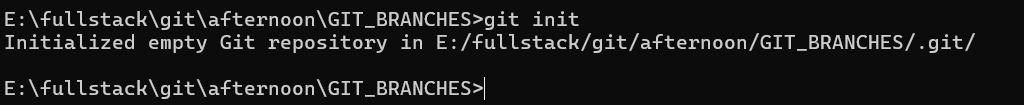 E:\fullstack\git\afternoon\GIT_BRANCHES>git init
Initialized empty Git repository in E:/fullstack/git/afternoon/GIT_BRANCHES/.git/
E:\fullstack\git\afternoon\GIT_BRANCHES>